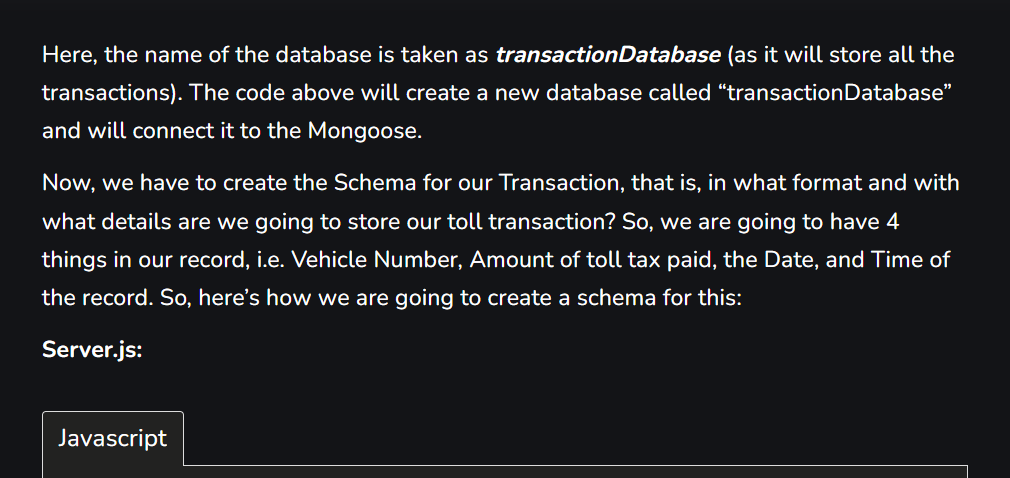 Here, the name of the database is taken as transactionDatabase (as it will store all the
transactions). The code above will create a new database called “transactionDatabase”
and will connect it to the Mongoose.
Now, we have to create the Schema for our Transaction, that is, in what format and with
what details are we going to store our toll transaction? So, we are going to have 4
things in our record, i.e. Vehicle Number, Amount of toll tax paid, the Date, and Time of
the record. So, here’s how we are going to create a schema for this:
Server.js:
Javascript